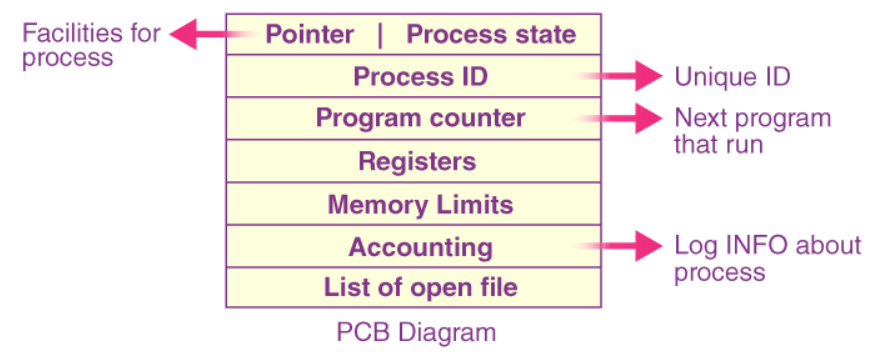 Facilities for
process
Pointer | Process state
Process ID
Unique ID
Program counter
Next program
that run
Registers
Memory Limits
Accounting
Log INFO about
process
List of open file
PCB Diagram